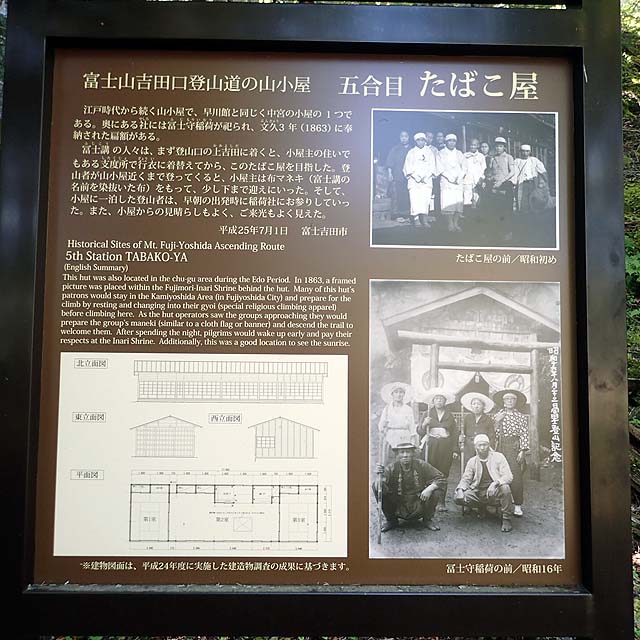 富士山吉田口登山道の山小屋　五合目 たばこ屋
江戸時代から続く山小屋で、早川館と同じく中宮の小屋の 1 つで
ある。奥にある社には富士守稲荷が祀られ、文久3 年 (1863) に奉
納された扁額がある。
富士講 の人々は、まず登山口の上吉田に着くと、小屋主の住いで
もある支度所で行衣に着替えてから、このたばこ屋を目指した。登
山者が山小屋近くまで登ってくると、小屋主は布マネキ（富士講の
名前を染抜いた布）をもって、少し下まで迎えにいった。そして、
小屋に一泊した登山者は、早朝の出発時に稲荷社にお参りしていっ
た。また、小屋からの見晴らしもよく、ご来光もよく見えた。
平成25年7月1日　富士吉田市
Historical Sites of Mt. Fuji-Yoshida Ascending Route
5th Station TABAKO-YA
(English Summary)
This hut was also located in the chu-gu area during the Edo Period. In 1863, a framed
picture was placed within the Fujimori-Inari Shrine behind the hut. Many of this hut's
patrons would stay in the Kamiyoshida Area (in Fujiyoshida City) and prepare for the
climb by resting and changing into their gyoi (special religious climbing apparel)
before climbing here. As the hut operators saw the groups approaching they would
prepare the group's maneki (similar to a cloth flag or banner) and descend the trail to
welcome them. After spending the night, pilgrims would wake up early and pay their
respects at the Inari Shrine. Additionally, this was a good location to see the sunrise.
たばこ屋の前／昭和初め
北立面図
東立面図
西立面図
平面図
第1室
第2室
第3室
※建物図面は、平成24年度に実施した建造物調査の成果に基づきます。
富士守稲荷の前／昭和16年